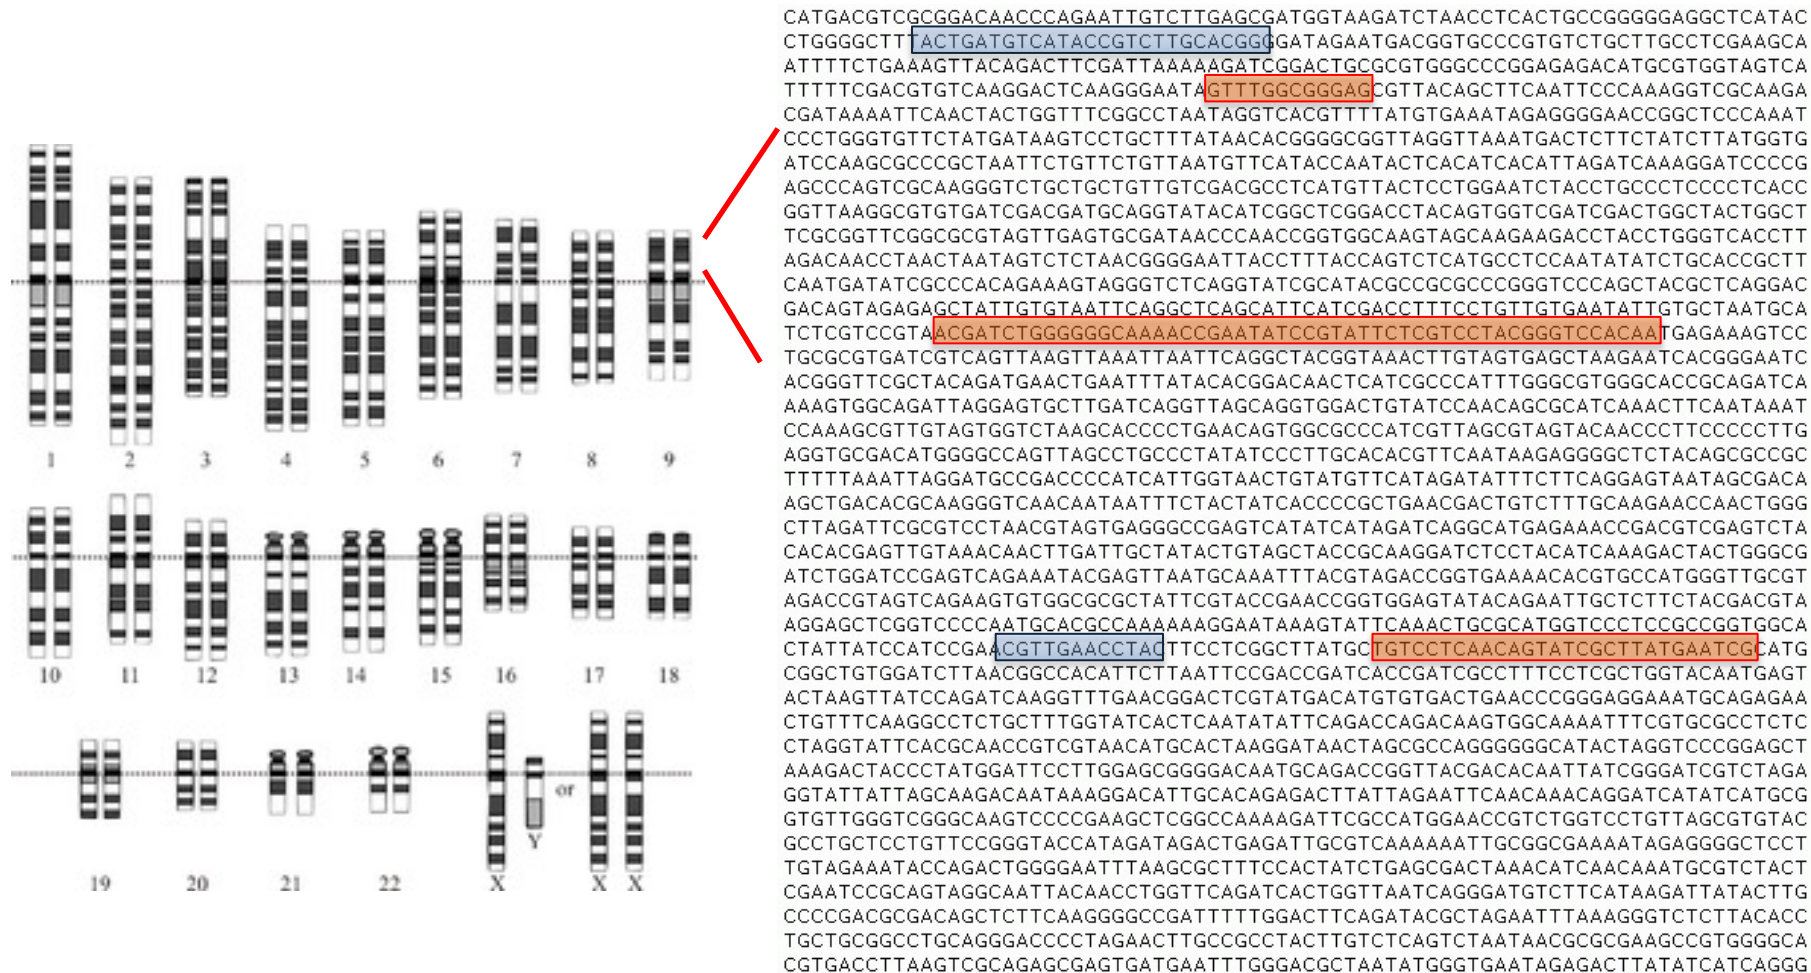 1 2 3 4 5 6 7 8 9
10 11 12 13 14 15 16 17 18
or
Y
19 20 21 22 X X X
CATGACGTCGCGGACAACCCAGAATTGTCTTGAGCGATGGTAAGATCTAACCTCACTGCCGGGGGAGGCTCATAC
CTGGGGCTTTACTGATGTCATACCGTCTTGCACGGGGATAGAATGACGGTGCCCGTGTCTGCTTGCCTCGAAGCA
ATTTTCTGAAAGTTACAGACTTCGATTAAAAAGATCGGACTGCGCGTGGGCCCGGAGAGACATGCGTGGTAGTCA
TTTTTCGACGTGTCAAGGACTCAAGGGAATAGTTTGGCGGGAGCGTTACAGCTTCAATTCCCAAAGGTCGCAAGA
CGATAAAATTCAACTACTGGTTTCGGCCTAATAGGTCACGTTTTATGTGAAATAGAGGGGAACCGGCTCCCAAAT
CCCTGGGTGTTCTATGATAAGTCCTGCTTTATAACACGGGGCGGTTAGGTTAAATGACTCTTCTATCTTATGGTG
ATCCAAGCGCCCGCTAATTCTGTTCTGTTAATGTTCATACCAATACTCACATCACATTAGATCAAAGGATCCCCG
AGCCCAGTCGCAAGGGTCTGCTGCTGTTGTCGACGCCTCATGTTACTCCTGGAATCTACCTGCCCTCCCCTCACC
GGTTAAGGCGTGTGATCGACGATGCAGGTATACATCGGCTCGGACCTACAGTGGTCGATCGACTGGCTACTGGCT
TCGCGGTTCGGCGCGTAGTTGAGTGCGATAACCCAACCGGTGGCAAGTAGCAAGAAGACCTACCTGGGTCACCTT
AGACAACCTAACTAATAGTCTCTAACGGGGAATTACCTTTACCAGTCTCATGCCTCCAATATATCTGCACCGCTT
CAATGATATCGCCCACAGAAAGTAGGGTCTCAGGTATCGCATACGCCGCGCCCGGGTCCCAGCTACGCTCAGGAC
GACAGTAGAGAGCTATTGTGTAATTCAGGCTCAGCATTCATCGACCTTTCCTGTTGTGAATATTGTGCTAATGCA
TCTCGTCCGTAACGATCTGGGGGGCAAAACCGAATATCCGTATTCTCGTCCTACGGGTCCACAATGAGAAAGTCC
TGCGCGTGATCGTCAGTTAAGTTAAATTAATTCAGGCTACGGTAAACTTGTAGTGAGCTAAGAATCACGGGAATC
ACGGGTTCGCTACAGATGAACTGAATTTATACACGGACAACTCATCGCCCATTTGGGCGTGGGCACCGCAGATCA
AAAGTGGCAGATTAGGAGTGCTTGATCAGGTTAGCAGGTGGACTGTATCCAACAGCGCATCAAACTTCAATAAAT
CCAAAGCGTTGTAGTGGTCTAAGCACCCCTGAACAGTGGCGCCCATCGTTAGCGTAGTACAACCCTTCCCCCTTG
AGGTGCGACATGGGGCCAGTTAGCCTGCCCTATATCCCTTGCACACGTTCAATAAGAGGGGCTCTACAGCGCCGC
TTTTTAAATTAGGATGCCGACCCCATCATTGGTAACTGTATGTTCATAGATATTTCTTCAGGAGTAATAGCGACA
AGCTGACACGCAAGGGTCAACAATAATTTCTACTATCACCCCGCTGAACGACTGTCTTTGCAAGAACCAACTGGG
CTTAGATTCGCGTCCTAACGTAGTGAGGGCCGAGTCATATCATAGATCAGGCATGAGAAACCGACGTCGAGTCTA
CACACGAGTTGTAAACAACTTGATTGCTATACTGTAGCTACCGCAAGGATCTCCTACATCAAAGACTACTGGGCG
ATCTGGATCCGAGTCAGAAATACGAGTTAATGCAAATTTACGTAGACCGGTGAAAACACGTGCCATGGGTTGCGT
AGACCGTAGTCAGAAGTGTGGCGCGCTATTCGTACCGAACCGGTGGAGTATACAGAATTGCTCTTCTACGACGTA
AGGAGCTCGGTCCCCAATGCACGCCAAAAAAAGGAATAAAGTATTCAAACTGCGCATGGTCCCTCCGCCGGTGGCA
CTATTATCCATCCGAACGTTGAACCTACTTCCTCGGCTTATGCTGTCCTCAACAGTATCGCTTATGAATCGCATG
CGGCTGTGGATCTTAACGGCCACATTCTTAATTCCGACCGATCACCGATCGCCTTTCCTCGCTGGTACAATGAGT
ACTAAGTTATCCAGATCAAGGTTTGAACGGACTCGTATGACATGTGTGACTGAACCCGGGAGGAAATGCAGAGAA
CTGTTTCAAGGCCTCTGCTTTGGTATCACTCAATATATTCAGACCAGACAAGTGGCAAAATTTCGTGCGCCTCTC
CTAGGTATTCACGCAACCGTCGTAACATGCACTAAGGATAACTAGCGCCAGGGGGGCATACTAGGTCCCGGAGCT
AAAGACTACCCTATGGATTCCTTGGAGCGGGGACAATGCAGACCGGTTACGACACAATTATCGGGATCGTCTAGA
GGTATTATTAGCAAGACAATAAAGGACATTGCACAGAGACTTATTAGAATTCAACAAACAGGATCATATCATGCG
GTGTTGGGTCGGGCAAGTCCCCGAAGCTCGGCCAAAAGATTCGCCATGGAACCGTCTGGTCCTGTTAGCGTGTAC
GCCTGCTCCTGTTCCGGGTACCATAGATAGACTGAGATTGCGTCAAAAAATTGCGGCGAAAATAGAGGGGCTCCT
TGTAGAAATACCAGACTGGGGAATTTAAGCGCTTTCCACTATCTGAGCGACTAAACATCAACAAATGCGTCTACT
CGAATCCGCAGTAGGCAATTACAACCTGGTTCAGATCACTGGTTAATCAGGGATGTCTTCATAAGATTATACTTG
CCCCGACGCGACAGCTCTTCAAGGGGCCGATTTTTGGACTTCAGATACGCTAGAATTTAAAGGGTCTCTTACACC
TGCTGCGGCCTGCAGGGACCCCTAGAACTTGCCGCCTACTTGTCTCAGTCTAATAACGCGCGAAGCCGTGGGGCA
CGTGACCTTAAGTCGCAGAGCGAGTGATGAATTTGGGACGCTAATATGGGTGAATAGAGACTTATATCATCAGGG